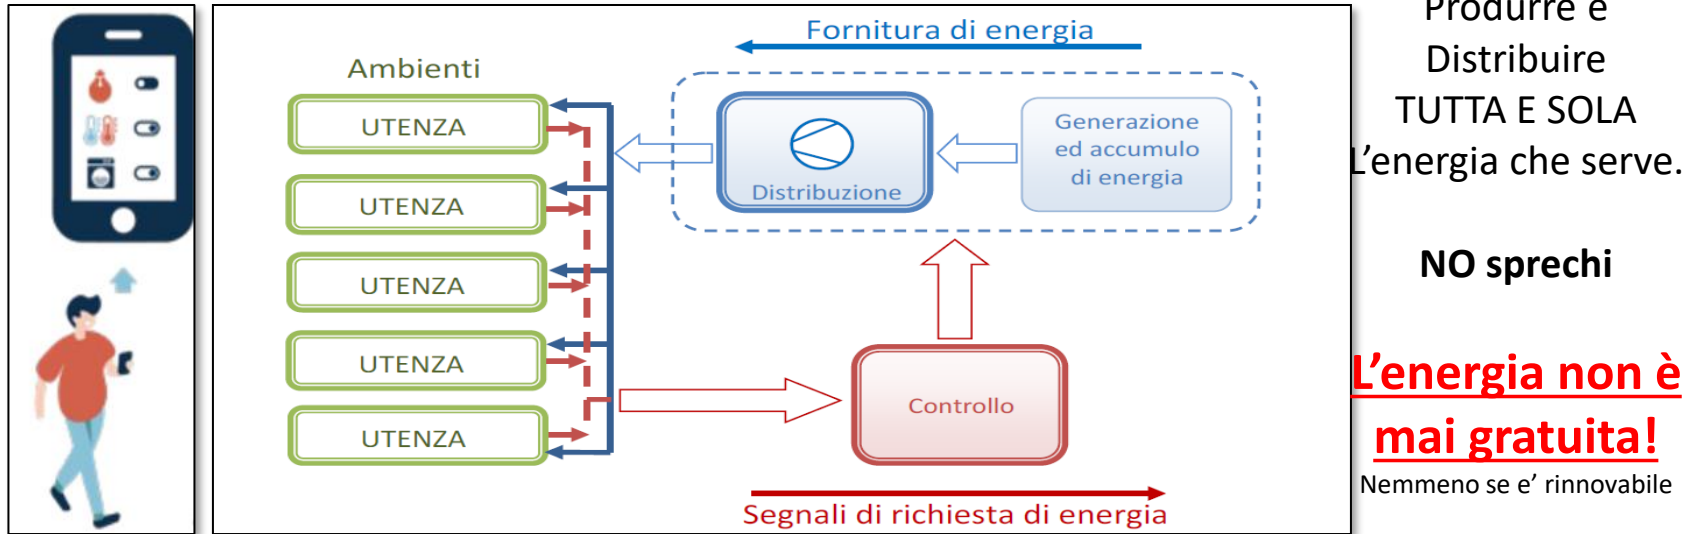 Fornitura di energia
Ambienti
UTENZA
UTENZA
UTENZA
UTENZA
UTENZA
Distribuzione
Generazione
ed accumulo
di energia
Controllo
Segnali di richiesta di energia
Produrre e
Distribuire
TUTTA E SOLA
L’energia che serve.
NO sprechi
L’energia non è
mai gratuita!
Nemmeno se e’ rinnovabile